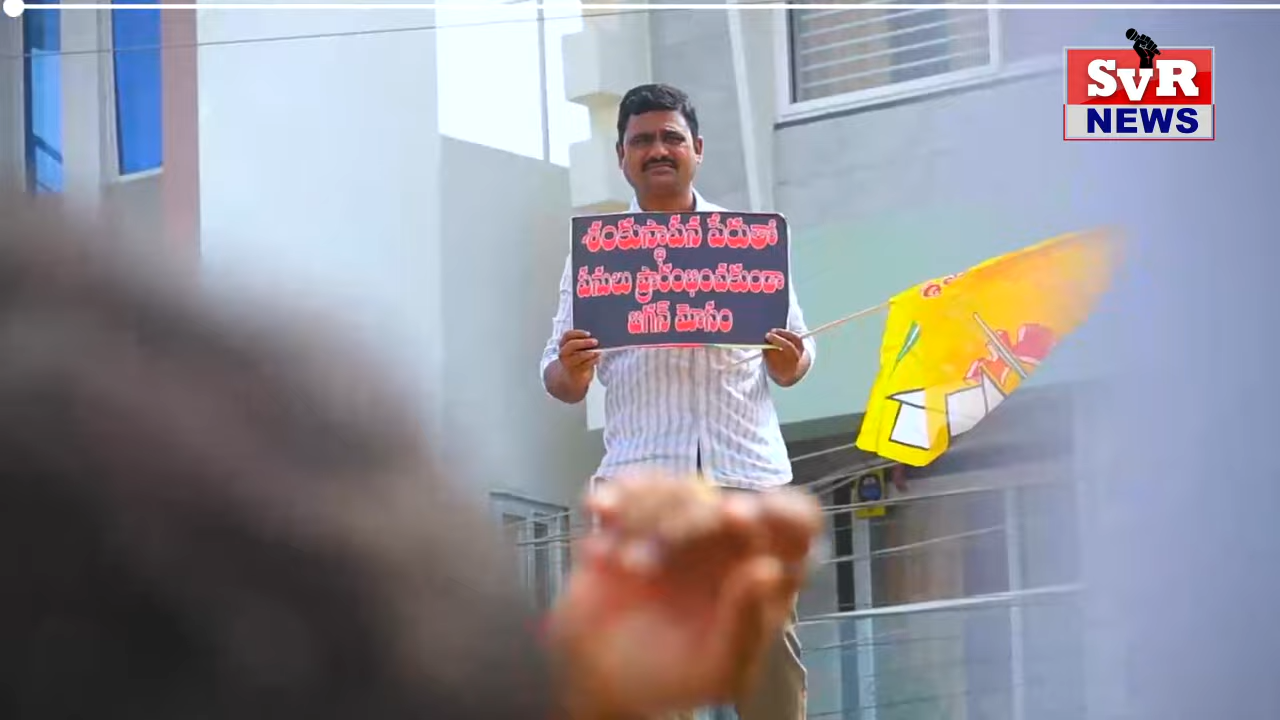 SvR
NEWS
శంకుస్థాపన పేరుతో
పనులు ప్రారంభించకుండా
జగన్ మోసం